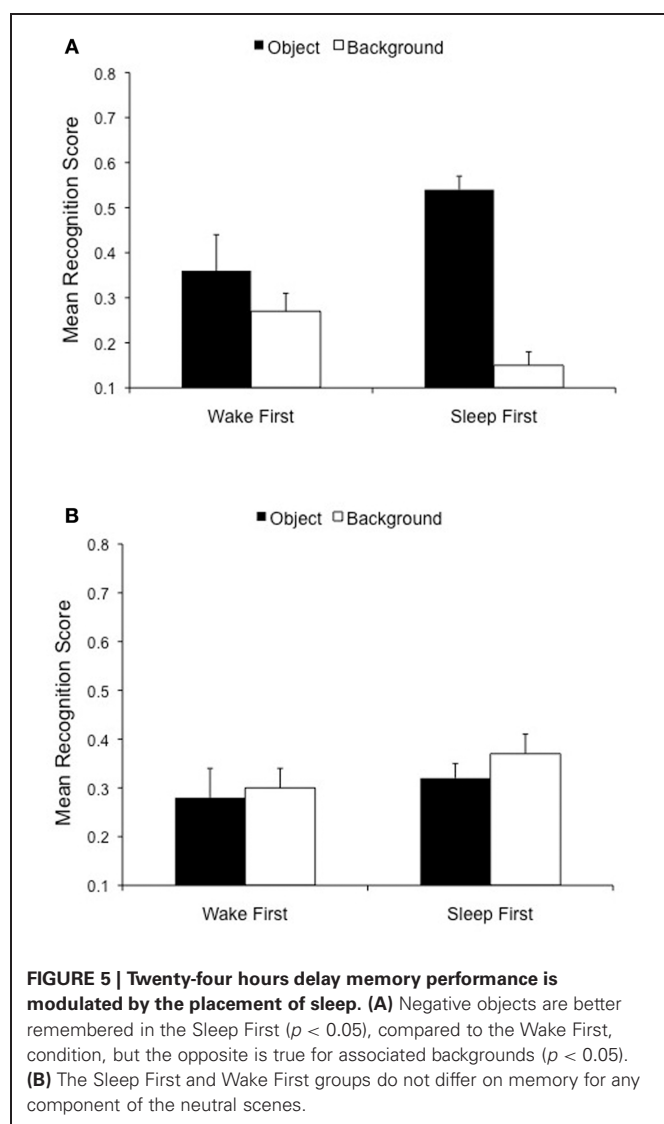 A
■ Object □ Background
0.8
0.7
0.6
0.5
0.4
0.3
0.2
0.1
Mean Recognition Score
Wake First
Sleep First
B
■ Object □ Background
0.8
0.7
0.6
0.5
0.4
0.3
0.2
0.1
Mean Recognition Score
Wake First
Sleep First
FIGURE 5 | Twenty-four hours delay memory performance is
modulated by the placement of sleep. (A) Negative objects are better
remembered in the Sleep First (p < 0.05), compared to the Wake First,
condition, but the opposite is true for associated backgrounds (p < 0.05).
(B) The Sleep First and Wake First groups do not differ on memory for any
component of the neutral scenes.